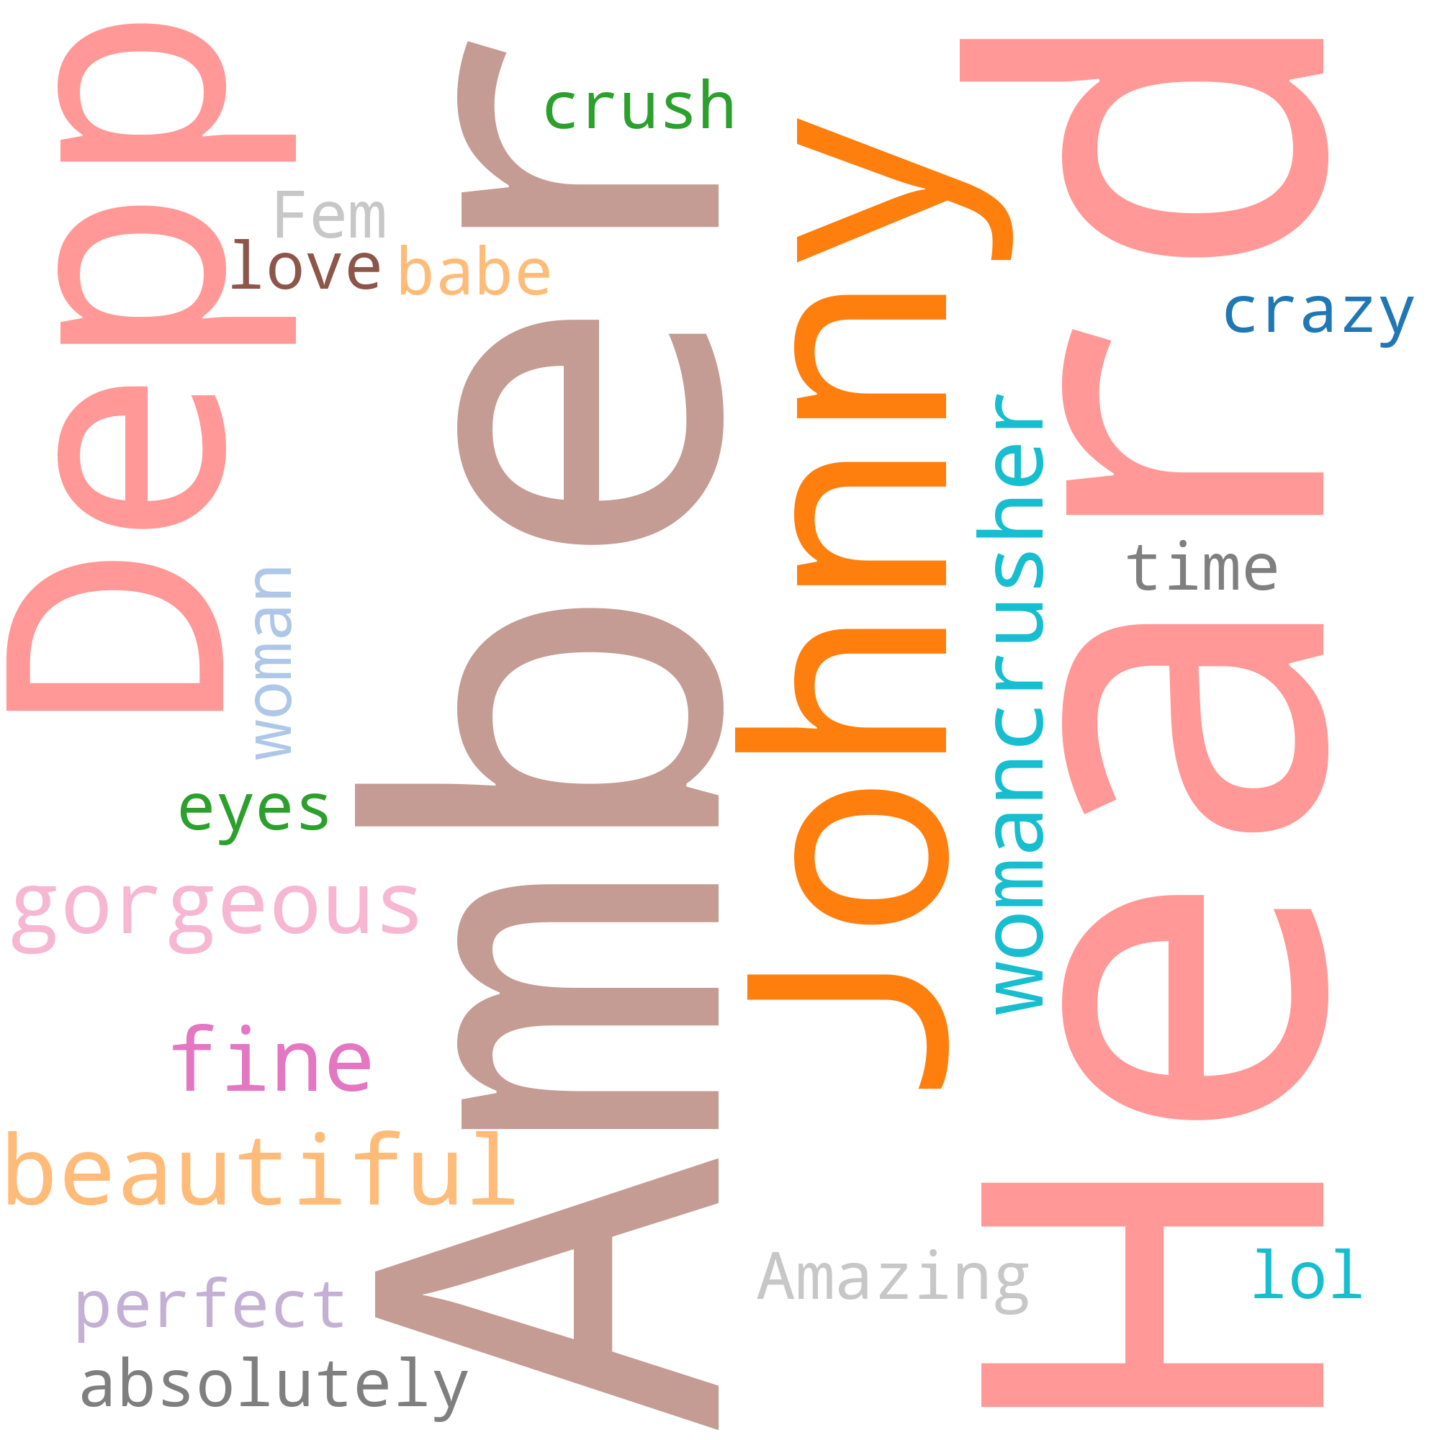 Depp
Amber
crush
Johnny
Heard
Fem
love
babe
crazy
womancrusher
time
woman
eyes
gorgeous
fine
beautiful
Amazing
lol
perfect
absolutely